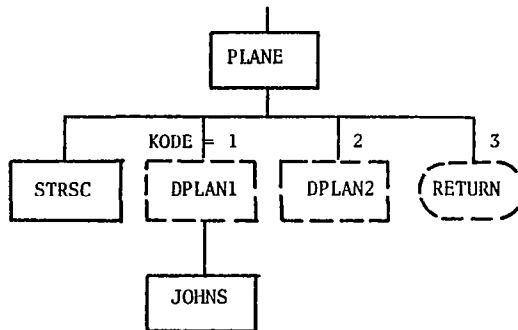 PLANE
KODE = 1 2 3
STRSC DPLAN1 DPLAN2 RETURN
JOHNS